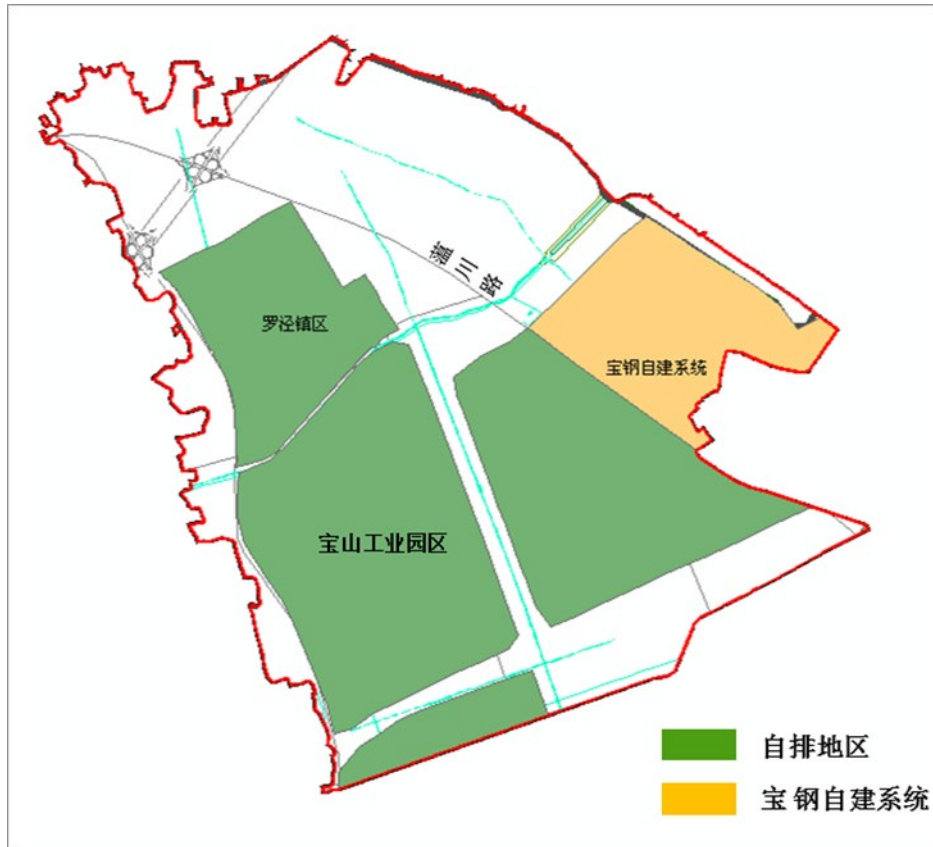 蕰川路
罗泾镇区
宝钢自建系统
宝山工业园区
自排地区
宝钢自建系统